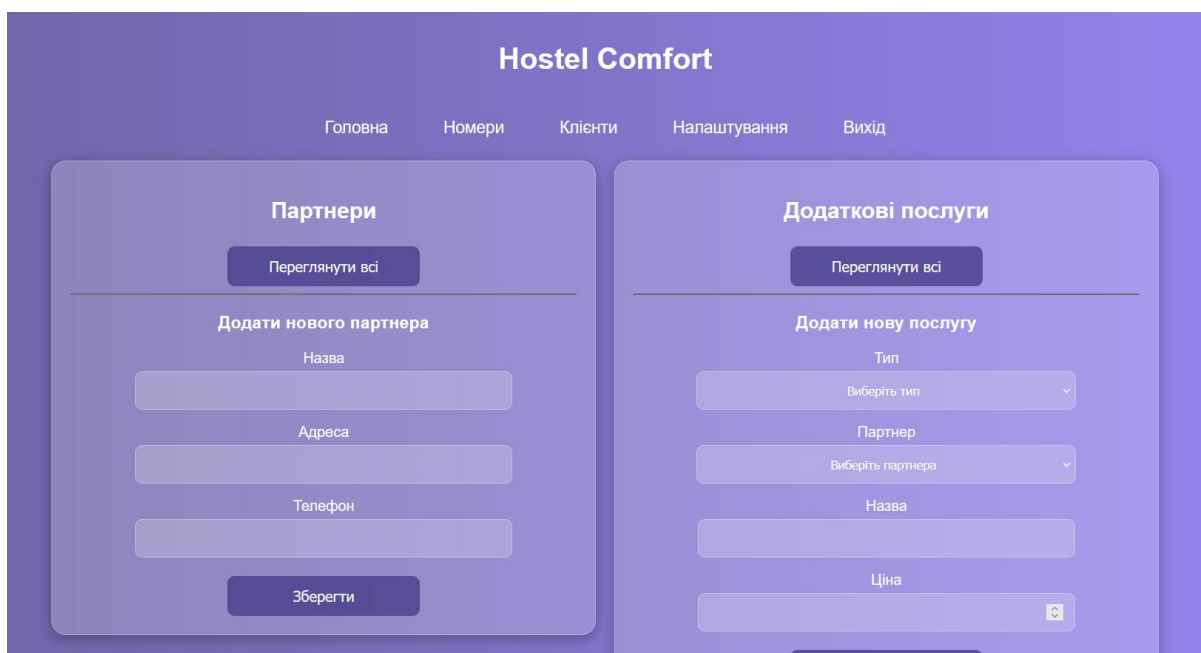 Hostel Comfort
Головна Номери Клієнти Налаштування Вихід
Партнери
Переглянути всі
Додати нового партнера
Назва
Адреса
Телефон
Зберегти
Додаткові послуги
Переглянути всі
Додати нову послугу
Тип
Виберіть тип
Партнер
Виберіть партнера
Назва
Ціна